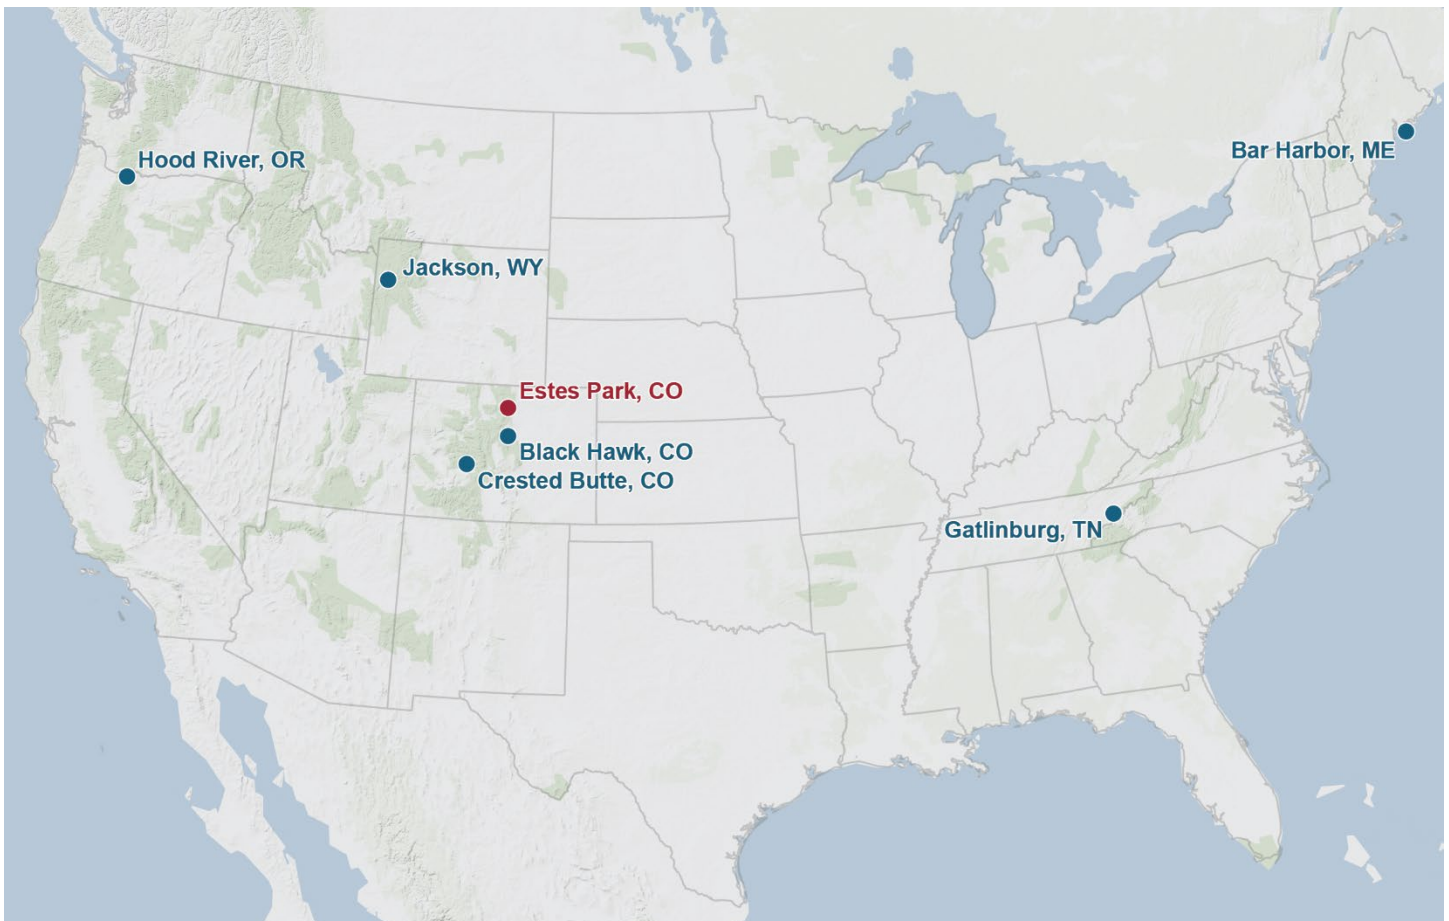 Bar Harbor, ME
Hood River, OR
Jackson, WY
Estes Park, CO
Black Hawk, CO
Crested Butte, CO
Gatlinburg, TN